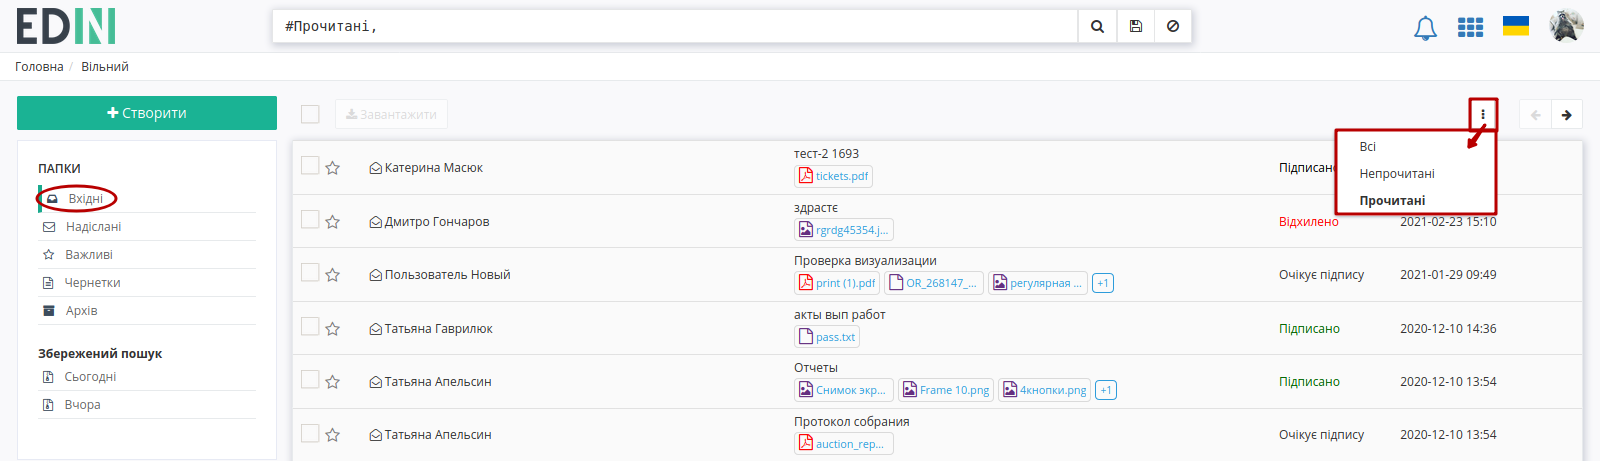 EDIN
#Прочитані,
Головна / Вільний
Створити
Завантажити
ПАПКИ
Вхідні
Надіслані
Важливі
Чернетки
Архів
Збережений пошук
Сьогодні
Вчора
Всі
Непрочитані
Прочитані
Катерина Масюк
тест-2 1693
tickets.pdf
Дмитро Гончаров
здрастє
rgrdg45354.j...
Відхилено
2021-02-23 15:10
Пользователь Новый
Проверка визуализации
print (1).pdf
OR_268147_...
регулярная ...
+1
Очікує підпису
2021-01-29 09:49
Татьяна Гаврилюк
акты вып работ
pass.txt
Підписано
2020-12-10 14:36
Татьяна Апельсин
Отчеты
Снимок экр...
Frame 10.png
4кнопки.png
+1
Підписано
2020-12-10 13:54
Татьяна Апельсин
Протокол собрания
auction_rep...
Очікує підпису
2020-12-10 13:54